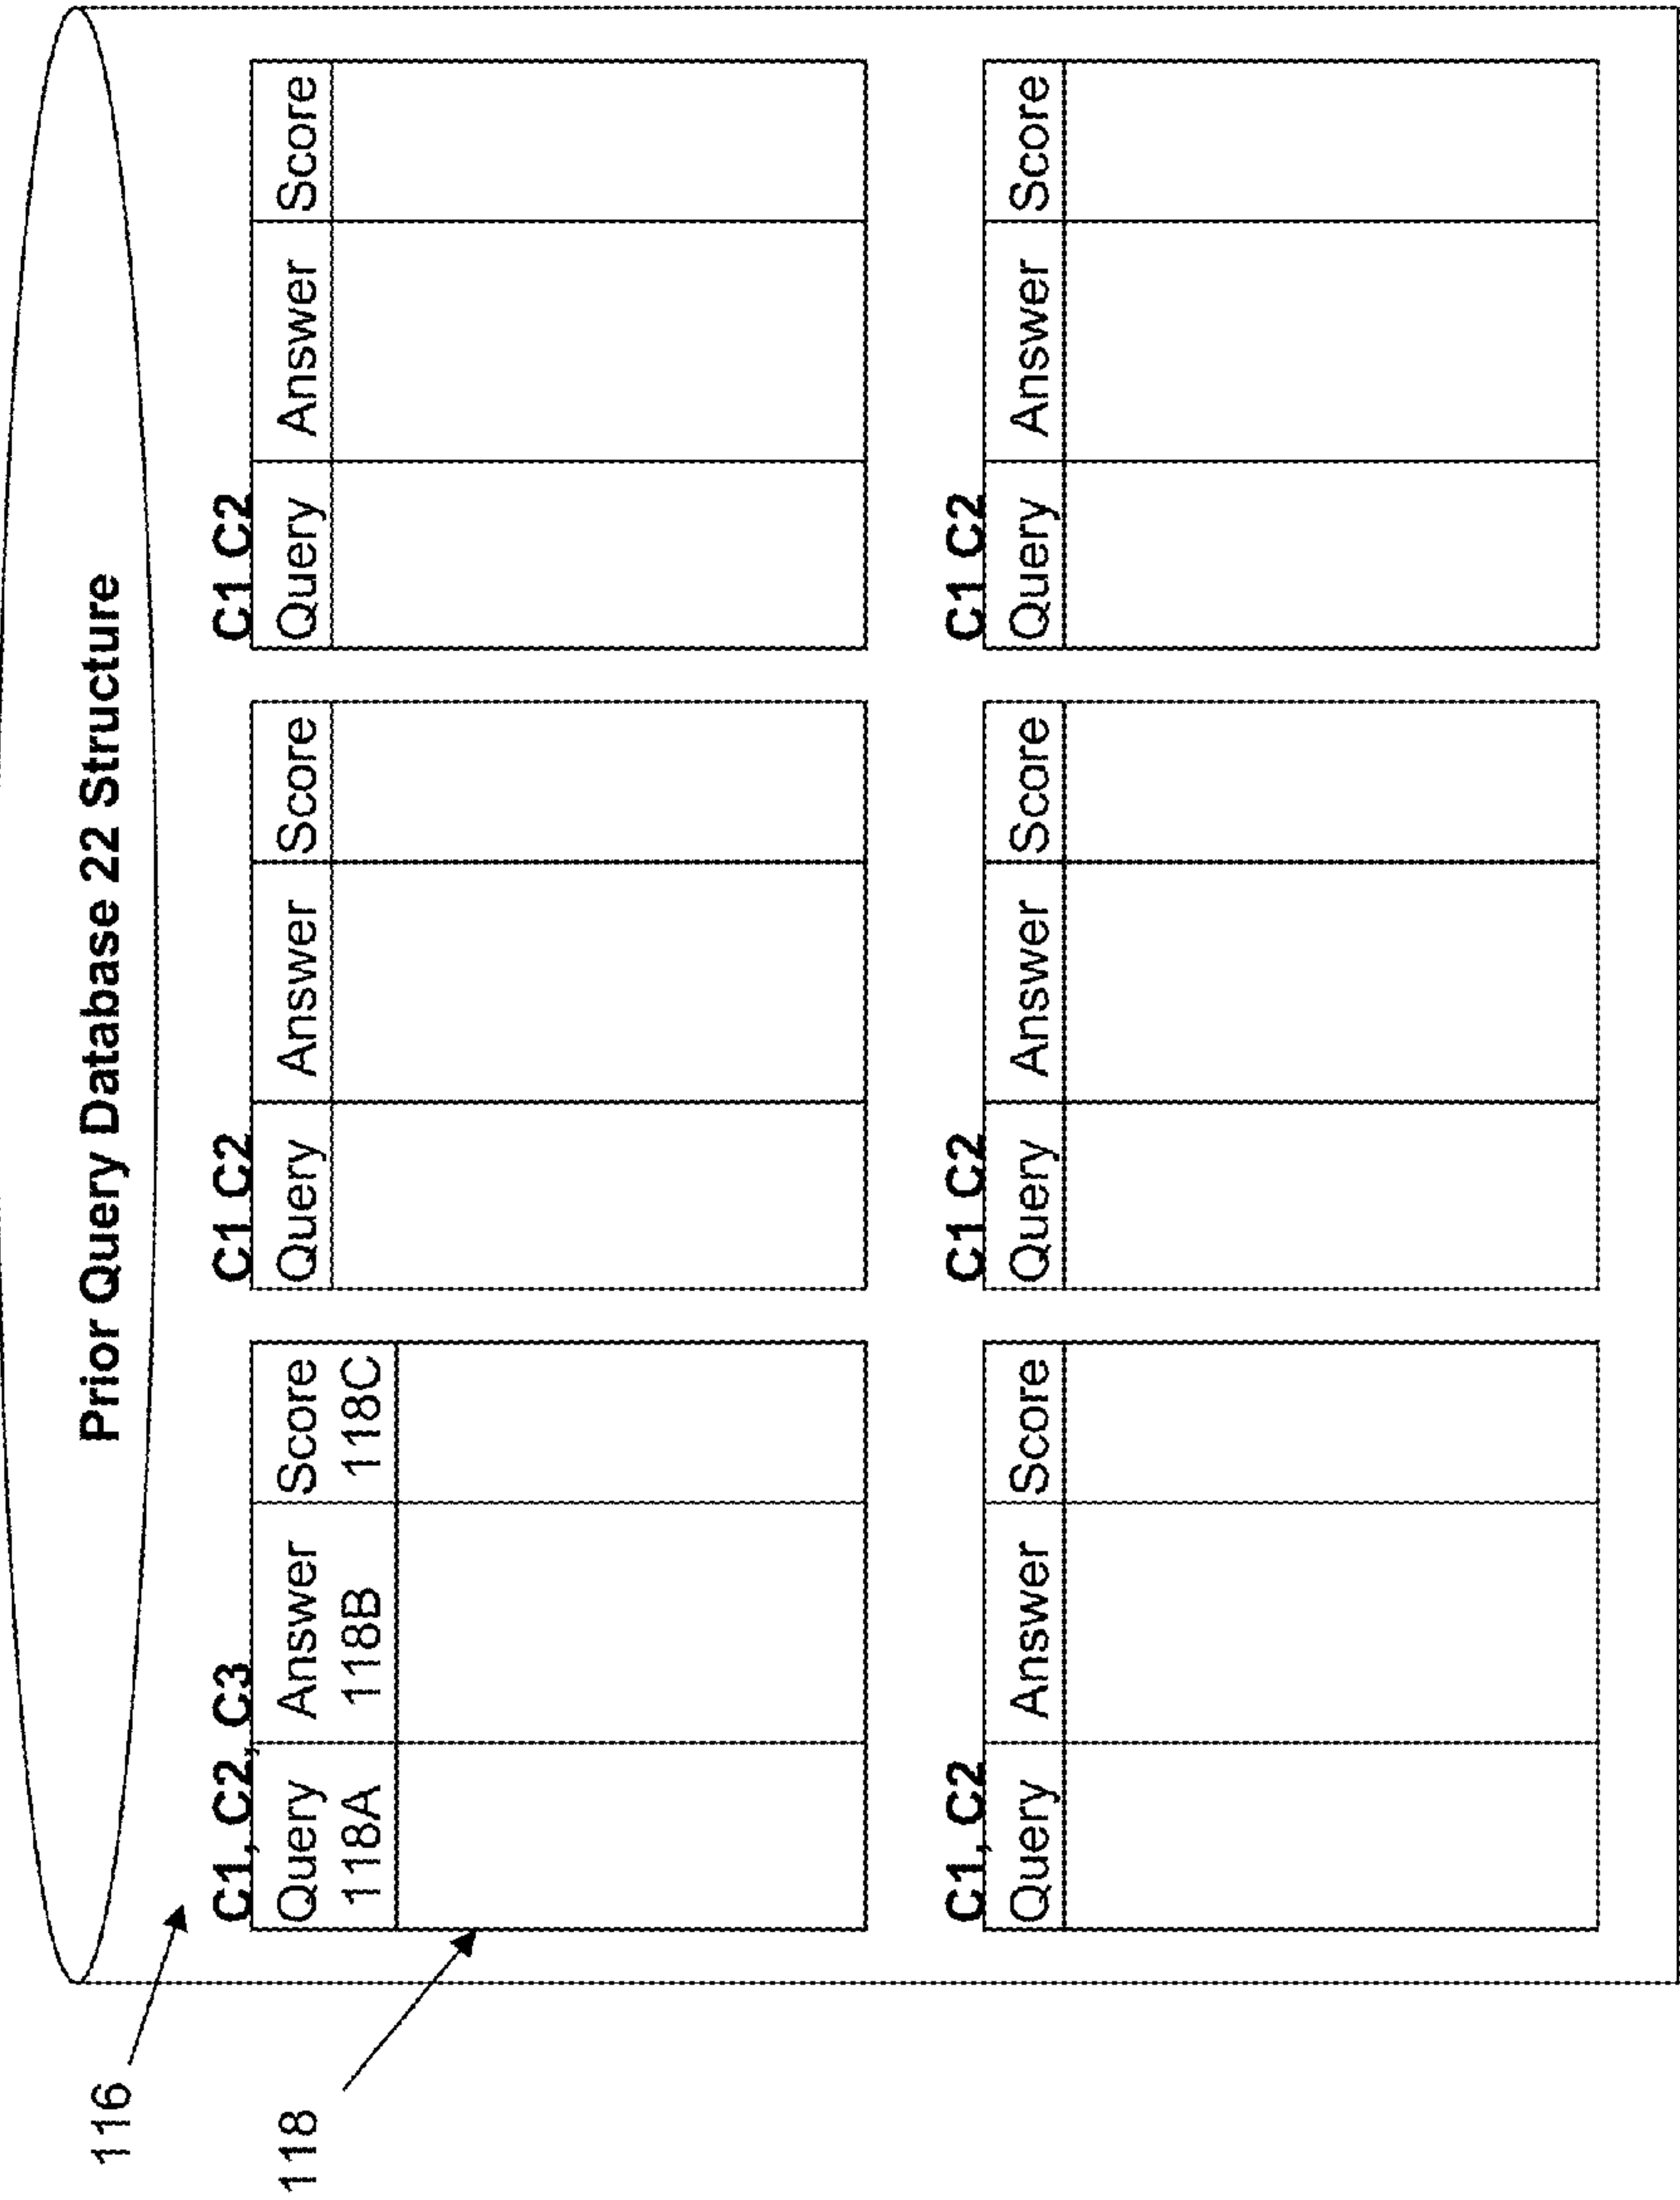 Prior Query Database 22 Structure
116
C1, C2, C3
C1 C2
C1 C2
118
Query Answer Score
118A 118B 118C
Query Answer Score
Query Answer Score
C1, C2
C1 C2
C1 C2
Query Answer Score
Query Answer Score
Query Answer Score